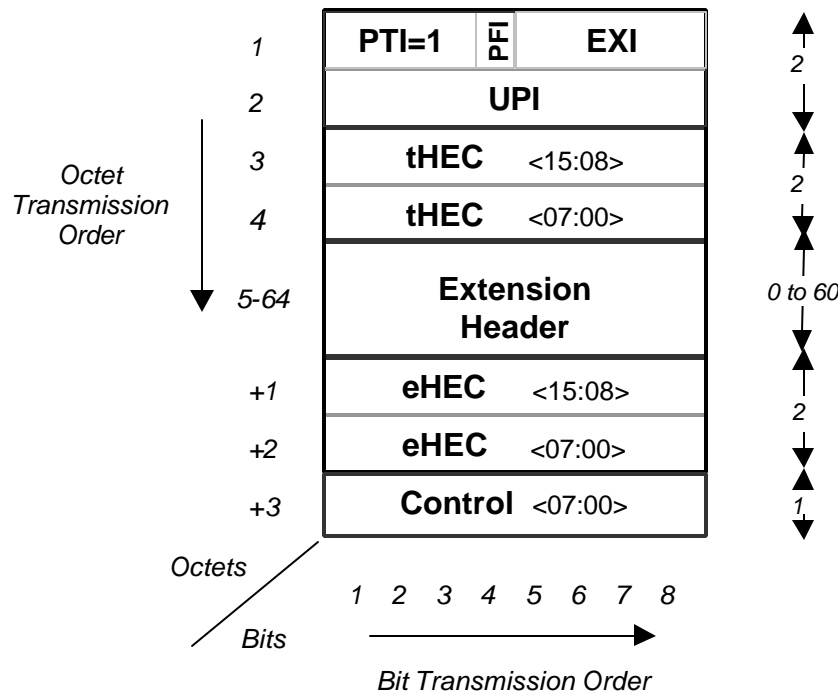 1 PTI=1 PFI EXI
2
2 UPI
3 tHEC <15:08>
2
Octet
Transmission
Order
4 tHEC <07:00>
5-64 Extension
Header
0 to 60
+1 eHEC <15:08>
2
+2 eHEC <07:00>
+3 Control <07:00> 1
Octets
Bits
1 2 3 4 5 6 7 8
Bit Transmission Order